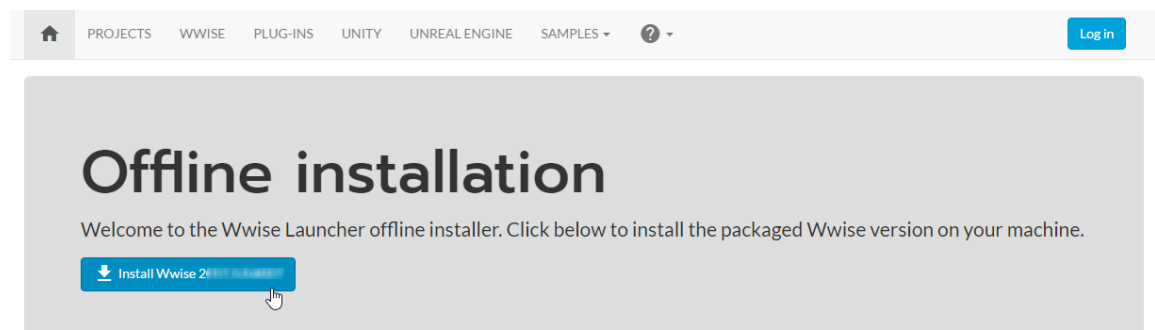 PROJECTS WWISE PLUG-INS UNITY UNREAL ENGINE SAMPLES ? Log in
Offline installation
Welcome to the Wwise Launcher offline installer. Click below to install the packaged Wwise version on your machine.
Install Wwise